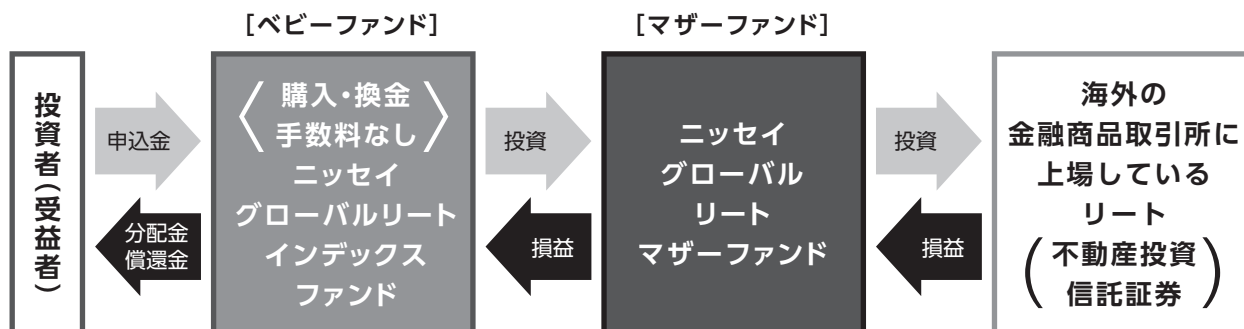 [ベビーファンド]
[マザーファンド]
投資者(受益者)
申込金
分配金
償還金
〈購入・換金
手数料なし〉
ニッセイ
グローバルリート
インデックス
ファンド
投資
損益
ニッセイ
グローバル
リート
マザーファンド
投資
損益
海外の
金融商品取引所に
上場している
リート
(不動産投資
信託証券)